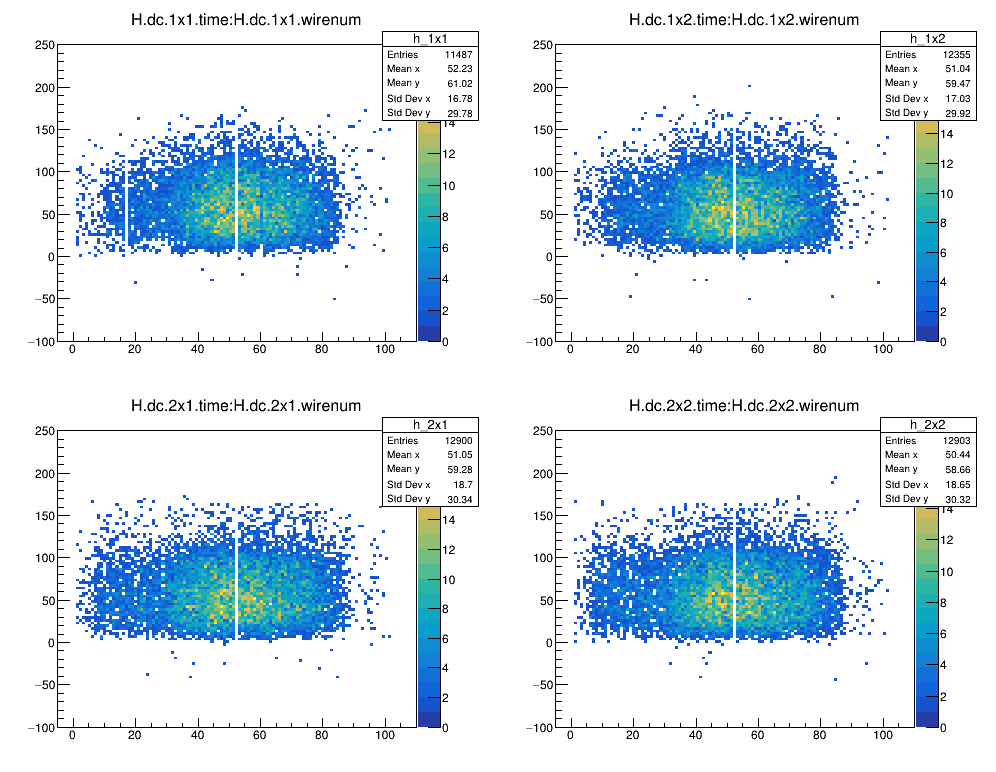 H.dc.1x1.time:H.dc.1x1.wirenum
h_1x1
Entries 11487
Mean x 52.23
Mean y 61.02
Std Dev x 16.78
Std Dev y 29.78
250
200
150
100
50
0
−50
−100
0 20 40 60 80 100
14
12
10
8
6
4
2
0
H.dc.1x2.time:H.dc.1x2.wirenum
h_1x2
Entries 12355
Mean x 51.04
Mean y 59.47
Std Dev x 17.03
Std Dev y 29.92
250
200
150
100
50
0
−50
−100
0 20 40 60 80 100
14
12
10
8
6
4
2
0
H.dc.2x1.time:H.dc.2x1.wirenum
h_2x1
Entries 12900
Mean x 51.05
Mean y 59.28
Std Dev x 18.7
Std Dev y 30.34
250
200
150
100
50
0
−50
−100
0 20 40 60 80 100
14
12
10
8
6
4
2
0
H.dc.2x2.time:H.dc.2x2.wirenum
h_2x2
Entries 12903
Mean x 50.44
Mean y 58.66
Std Dev x 18.65
Std Dev y 30.32
250
200
150
100
50
0
−50
−100
0 20 40 60 80 100
14
12
10
8
6
4
2
0